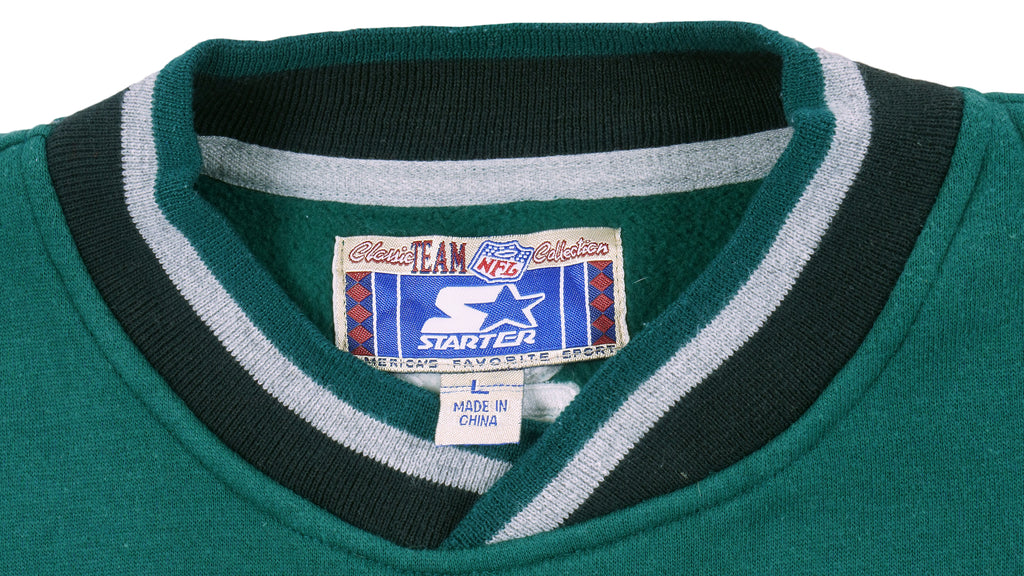 Classic TEAM NFL Collection
STARTER
AMERICA'S FAVORITE SPORT
L
MADE IN
CHINA